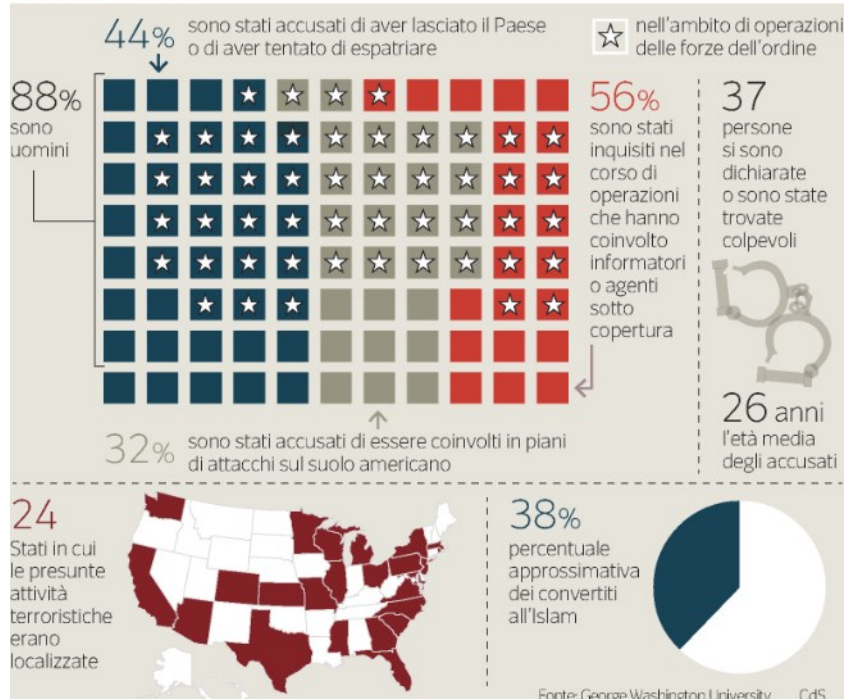 44%
sono stati accusati di aver lasciato il Paese
o di aver tentato di espatriare
nell'ambito di operazioni
delle forze dell'ordine
88%
sono
uomini
56%
sono stati
inquisiti nel
corso di
operazioni
che hanno
coinvolto
informatori
o agenti
sotto
copertura
37
persone
si sono
dichiarate
o sono state
trovate
colpevoli
32%
sono stati accusati di essere coinvolti in piani
di attacchi sul suolo americano
26 anni
l'età media
degli accusati
24
Stati in cui
le presunte
attività
terroristiche
erano
localizzate
38%
percentuale
approssimativa
dei convertiti
all'Islam
Fonte: George Washington University
CdS